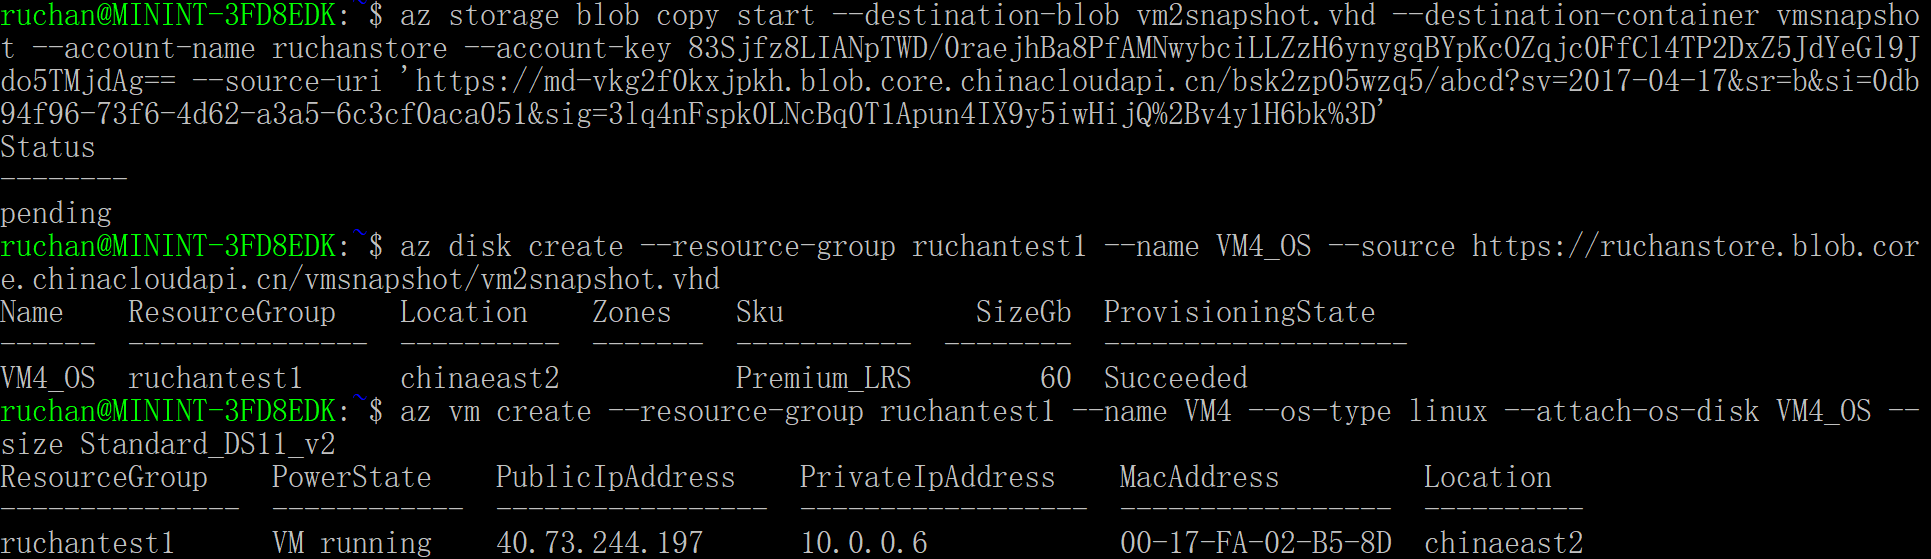 ruchan@MININT-3FD8EDK:~$ az storage blob copy start --destination-blob vm2snapshot.vhd --destination-container vmsnapsho
t --account-name ruchanstore --account-key 83Sjfz8LIANpTWD/0raejhBa8PfAMNwybciLLZzH6ynygqBYpKcOZqjc0FfCl4TP2DxZ5JdYeGl9J
do5TMjdAg== --source-uri 'https://md-vkg2f0kxjpkh.blob.core.chinacloudapi.cn/bsk2zp05wzq5/abcd?sv=2017-04-17&sr=b&si=0db
94f96-73f6-4d62-a3a5-6c3cf0aca051&sig=3lq4nFspk0LNcBq0T1Apun4IX9y5iwHijQ%2Bv4y1H6bk%3D'
Status
--------
pending
ruchan@MININT-3FD8EDK:~$ az disk create --resource-group ruchantest1 --name VM4_OS --source https://ruchanstore.blob.cor
e.chinacloudapi.cn/vmsnapshot/vm2snapshot.vhd
Name    ResourceGroup    Location    Zones    Sku            SizeGb  ProvisioningState
------  ---------------  ----------  -------  -----------  --------  -------------------
VM4_OS  ruchantest1      chinaeast2           Premium_LRS        60  Succeeded
ruchan@MININT-3FD8EDK:~$ az vm create --resource-group ruchantest1 --name VM4 --os-type linux --attach-os-disk VM4_OS --
size Standard_DS11_v2
ResourceGroup    PowerState    PublicIpAddress    PrivateIpAddress    MacAddress         Location
---------------  ------------  -----------------  ------------------  -----------------  ----------
ruchantest1      VM running    40.73.244.197      10.0.0.6            00-17-FA-02-B5-8D  chinaeast2